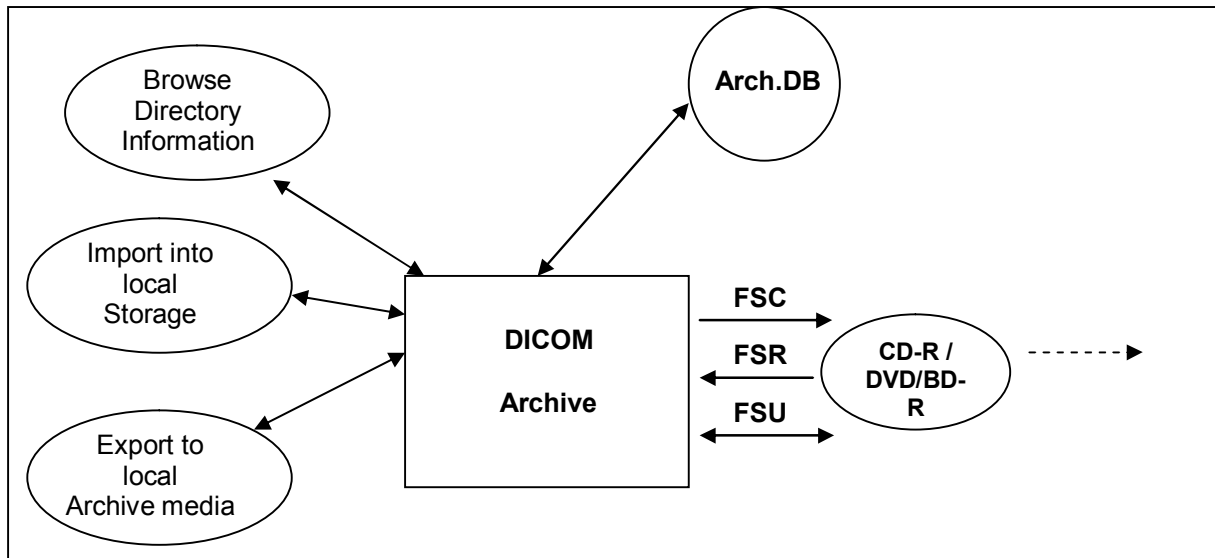 Browse
Directory
Information
Arch.DB
Import into
local
Storage
DICOM
Archive
FSC
FSR
FSU
CD-R /
DVD/BD-
R
Export to
local
Archive media